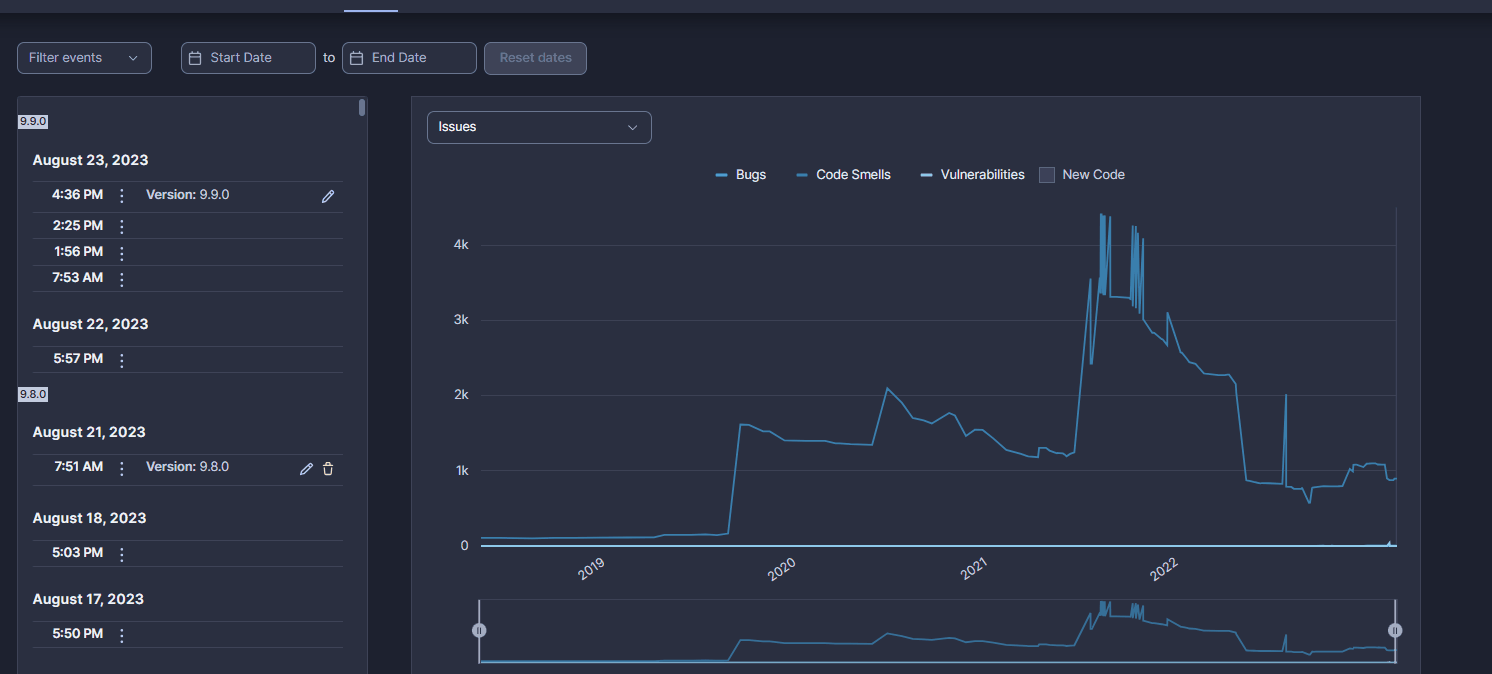 Filter events
Start Date to End Date Reset dates
9.9.0
August 23, 2023
4:36 PM Version: 9.9.0
2:25 PM
1:56 PM
7:53 AM
August 22, 2023
5:57 PM
9.8.0
August 21, 2023
7:51 AM Version: 9.8.0
August 18, 2023
5:03 PM
August 17, 2023
5:50 PM
Issues
Bugs Code Smells Vulnerabilities New Code
4k
3k
2k
1k
0
2019 2020 2021 2022